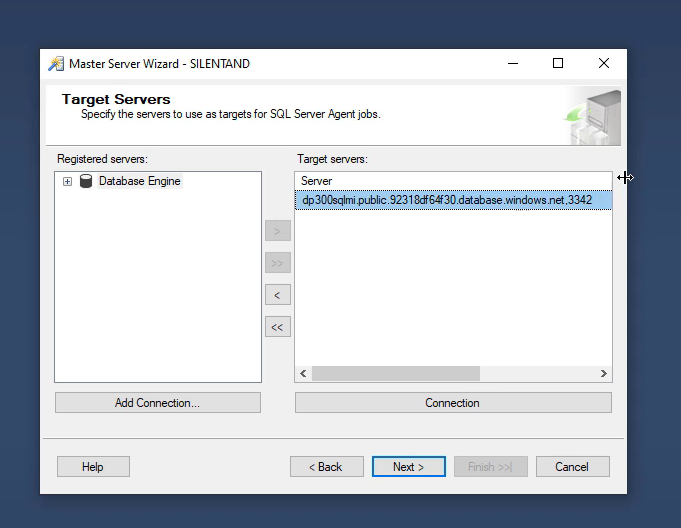 Master Server Wizard - SILENTAND
Target Servers
Specify the servers to use as targets for SQL Server Agent jobs.
Registered servers:
Database Engine
>
>>
<
<<
Add Connection...
Target servers:
Server
dp300sqlmi.public.92318df64f30.database.windows.net,3342
Connection
Help
< Back
Next >
Finish >>|
Cancel